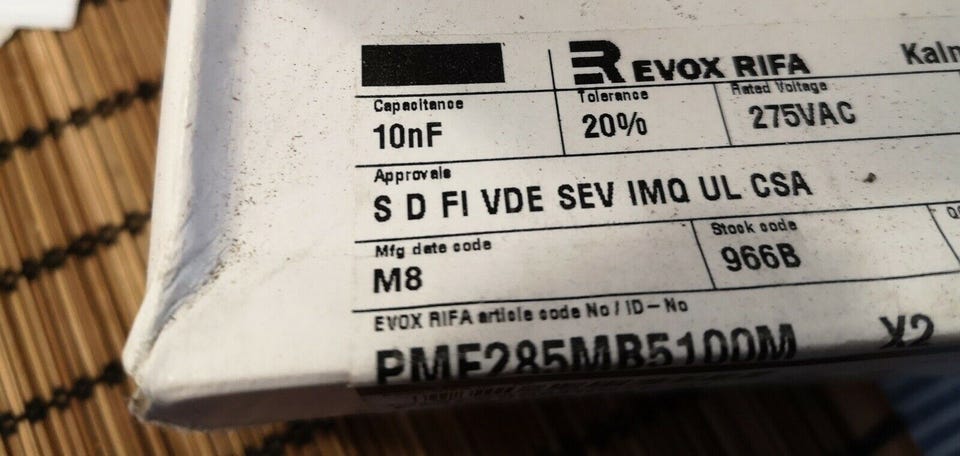 EVOX RIFA
Capacitance
10nF
Tolerance
20%
Rated Voltage
275VAC
Approvals
S D FI VDE SEV IMQ UL CSA
Mfg date code
M8
Stock code
966B
EVOX RIFA article code No / ID – No
PME285MB5100M X2